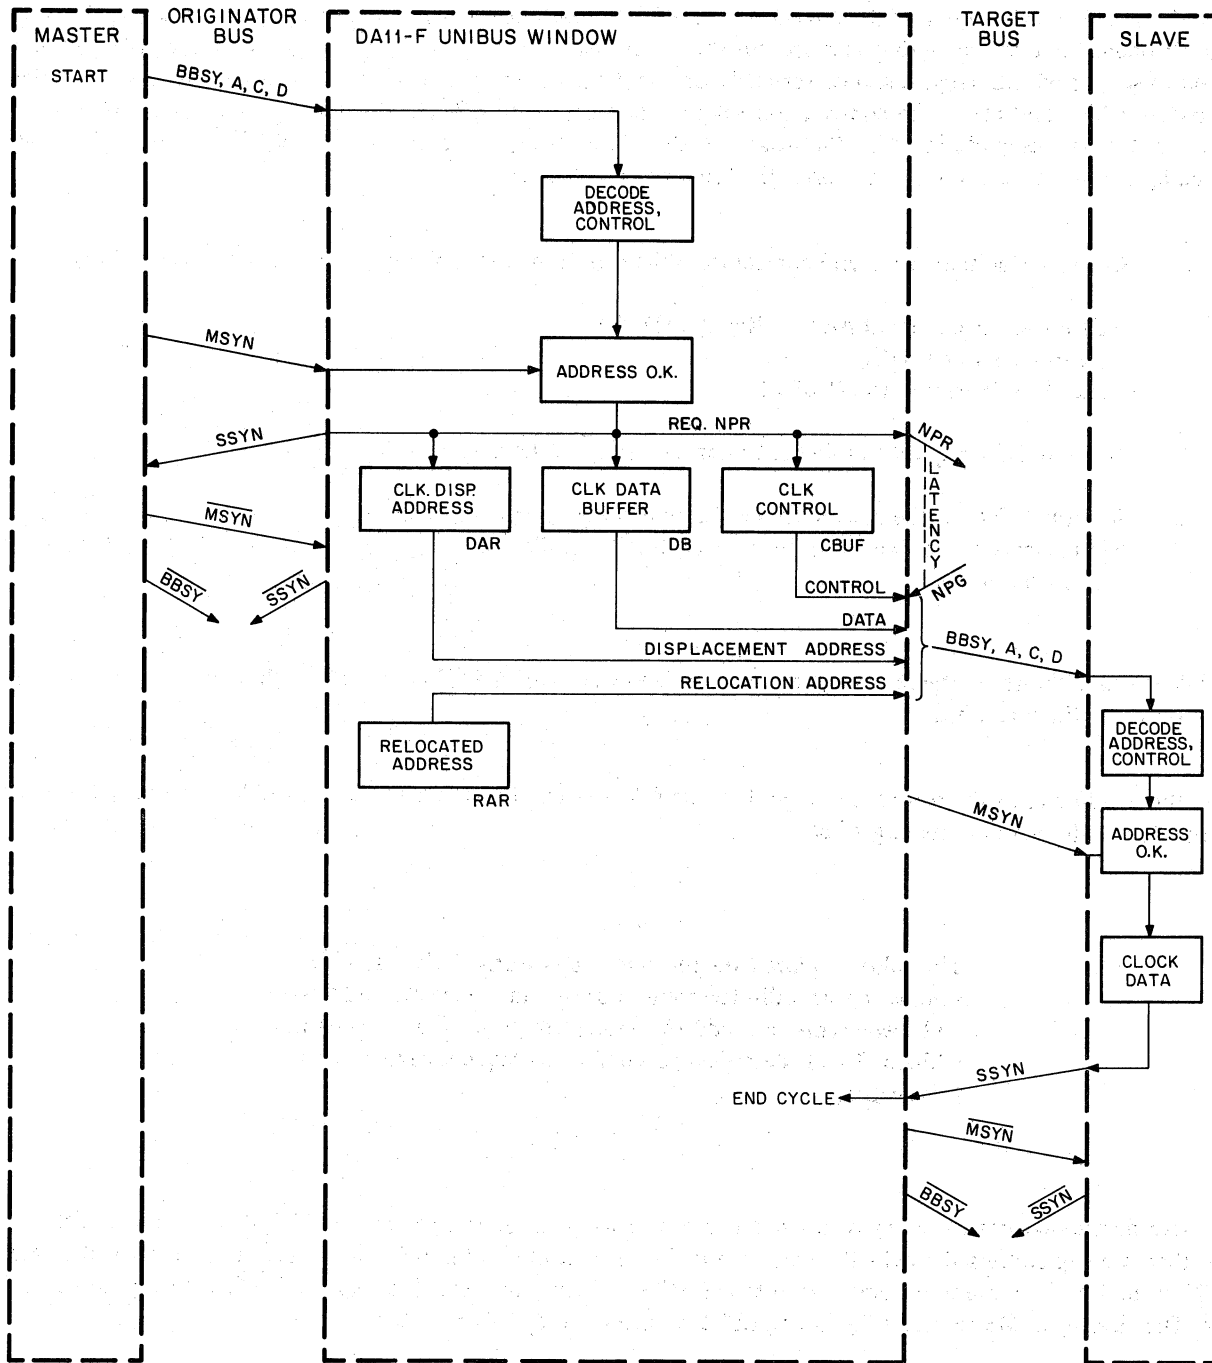 MASTER
ORIGINATOR
BUS
DA11-F UNIBUS WINDOW
TARGET
BUS
SLAVE
START
BBSY, A, C, D
DECODE
ADDRESS,
CONTROL
MSYN
ADDRESS O.K.
SSYN
REQ. NPR
NPR
LATENCY
NPG
CLK. DISP.
ADDRESS
DAR
CLK DATA
BUFFER
DB
CLK
CONTROL
CBUF
MSYN
BBSY
SSYN
CONTROL
DATA
DISPLACEMENT ADDRESS
RELOCATION ADDRESS
BBSY, A, C, D
RELOCATED
ADDRESS
RAR
DECODE
ADDRESS,
CONTROL
MSYN
ADDRESS
O.K.
CLOCK
DATA
SSYN
END CYCLE
MSYN
BBSY
SSYN